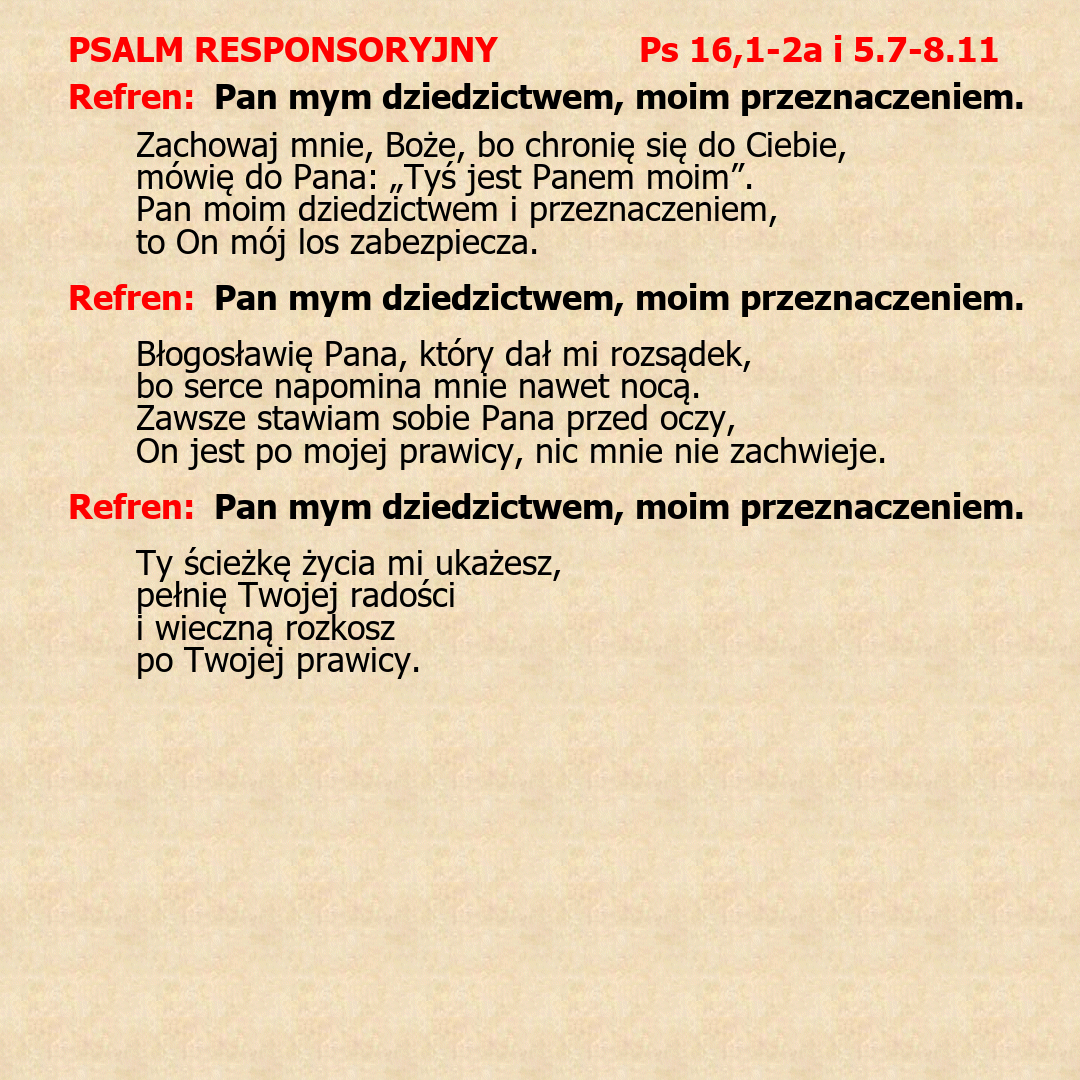 PSALM RESPONSORYJNY Ps 16,1-2a i 5.7-8.11
Refren: Pan mym dziedzictwem, moim przeznaczeniem.
Zachowaj mnie, Boże, bo chronię się do Ciebie,
mówię do Pana: „Tyś jest Panem moim”.
Pan moim dziedzictwem i przeznaczeniem,
to On mój los zabezpiecza.
Refren: Pan mym dziedzictwem, moim przeznaczeniem.
Błogosławię Pana, który dał mi rozsądek,
bo serce napomina mnie nawet nocą.
Zawsze stawiam sobie Pana przed oczy,
On jest po mojej prawicy, nic mnie nie zachwieje.
Refren: Pan mym dziedzictwem, moim przeznaczeniem.
Ty ścieżkę życia mi ukażesz,
pełnię Twojej radości
i wieczną rozkosz
po Twojej prawicy.